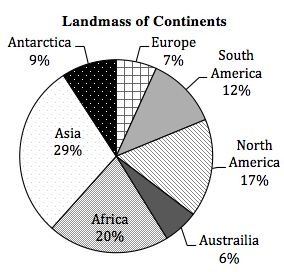 Landmass of Continents
Antarctica
9%
Europe
7%
South
America
12%
North
America
17%
Austrailia
6%
Africa
20%
Asia
29%